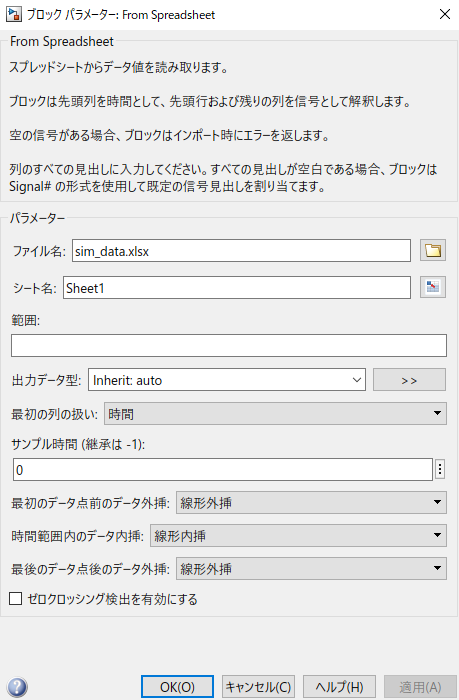 ブロック パラメーター: From Spreadsheet
From Spreadsheet
スプレッドシートからデータ値を読み取ります。
ブロックは先頭列を時間として、先頭行および残りの列を信号として解釈します。
空の信号がある場合、ブロックはインポート時にエラーを返します。
列のすべての見出しに入力してください。すべての見出しが空白である場合、ブロックは
Signal# の形式を使用して既定の信号見出しを割り当てます。
パラメーター
ファイル名: sim_data.xlsx
シート名: Sheet1
範囲:
出力データ型: Inherit: auto >>
最初の列の扱い: 時間
サンプル時間 (継承は -1):
0
最初のデータ点前のデータ外挿: 線形外挿
時間範囲内のデータ内挿: 線形内挿
最後のデータ点後のデータ外挿: 線形外挿
ゼロクロッシング検出を有効にする
OK(O) キャンセル(C) ヘルプ(H) 適用(A)